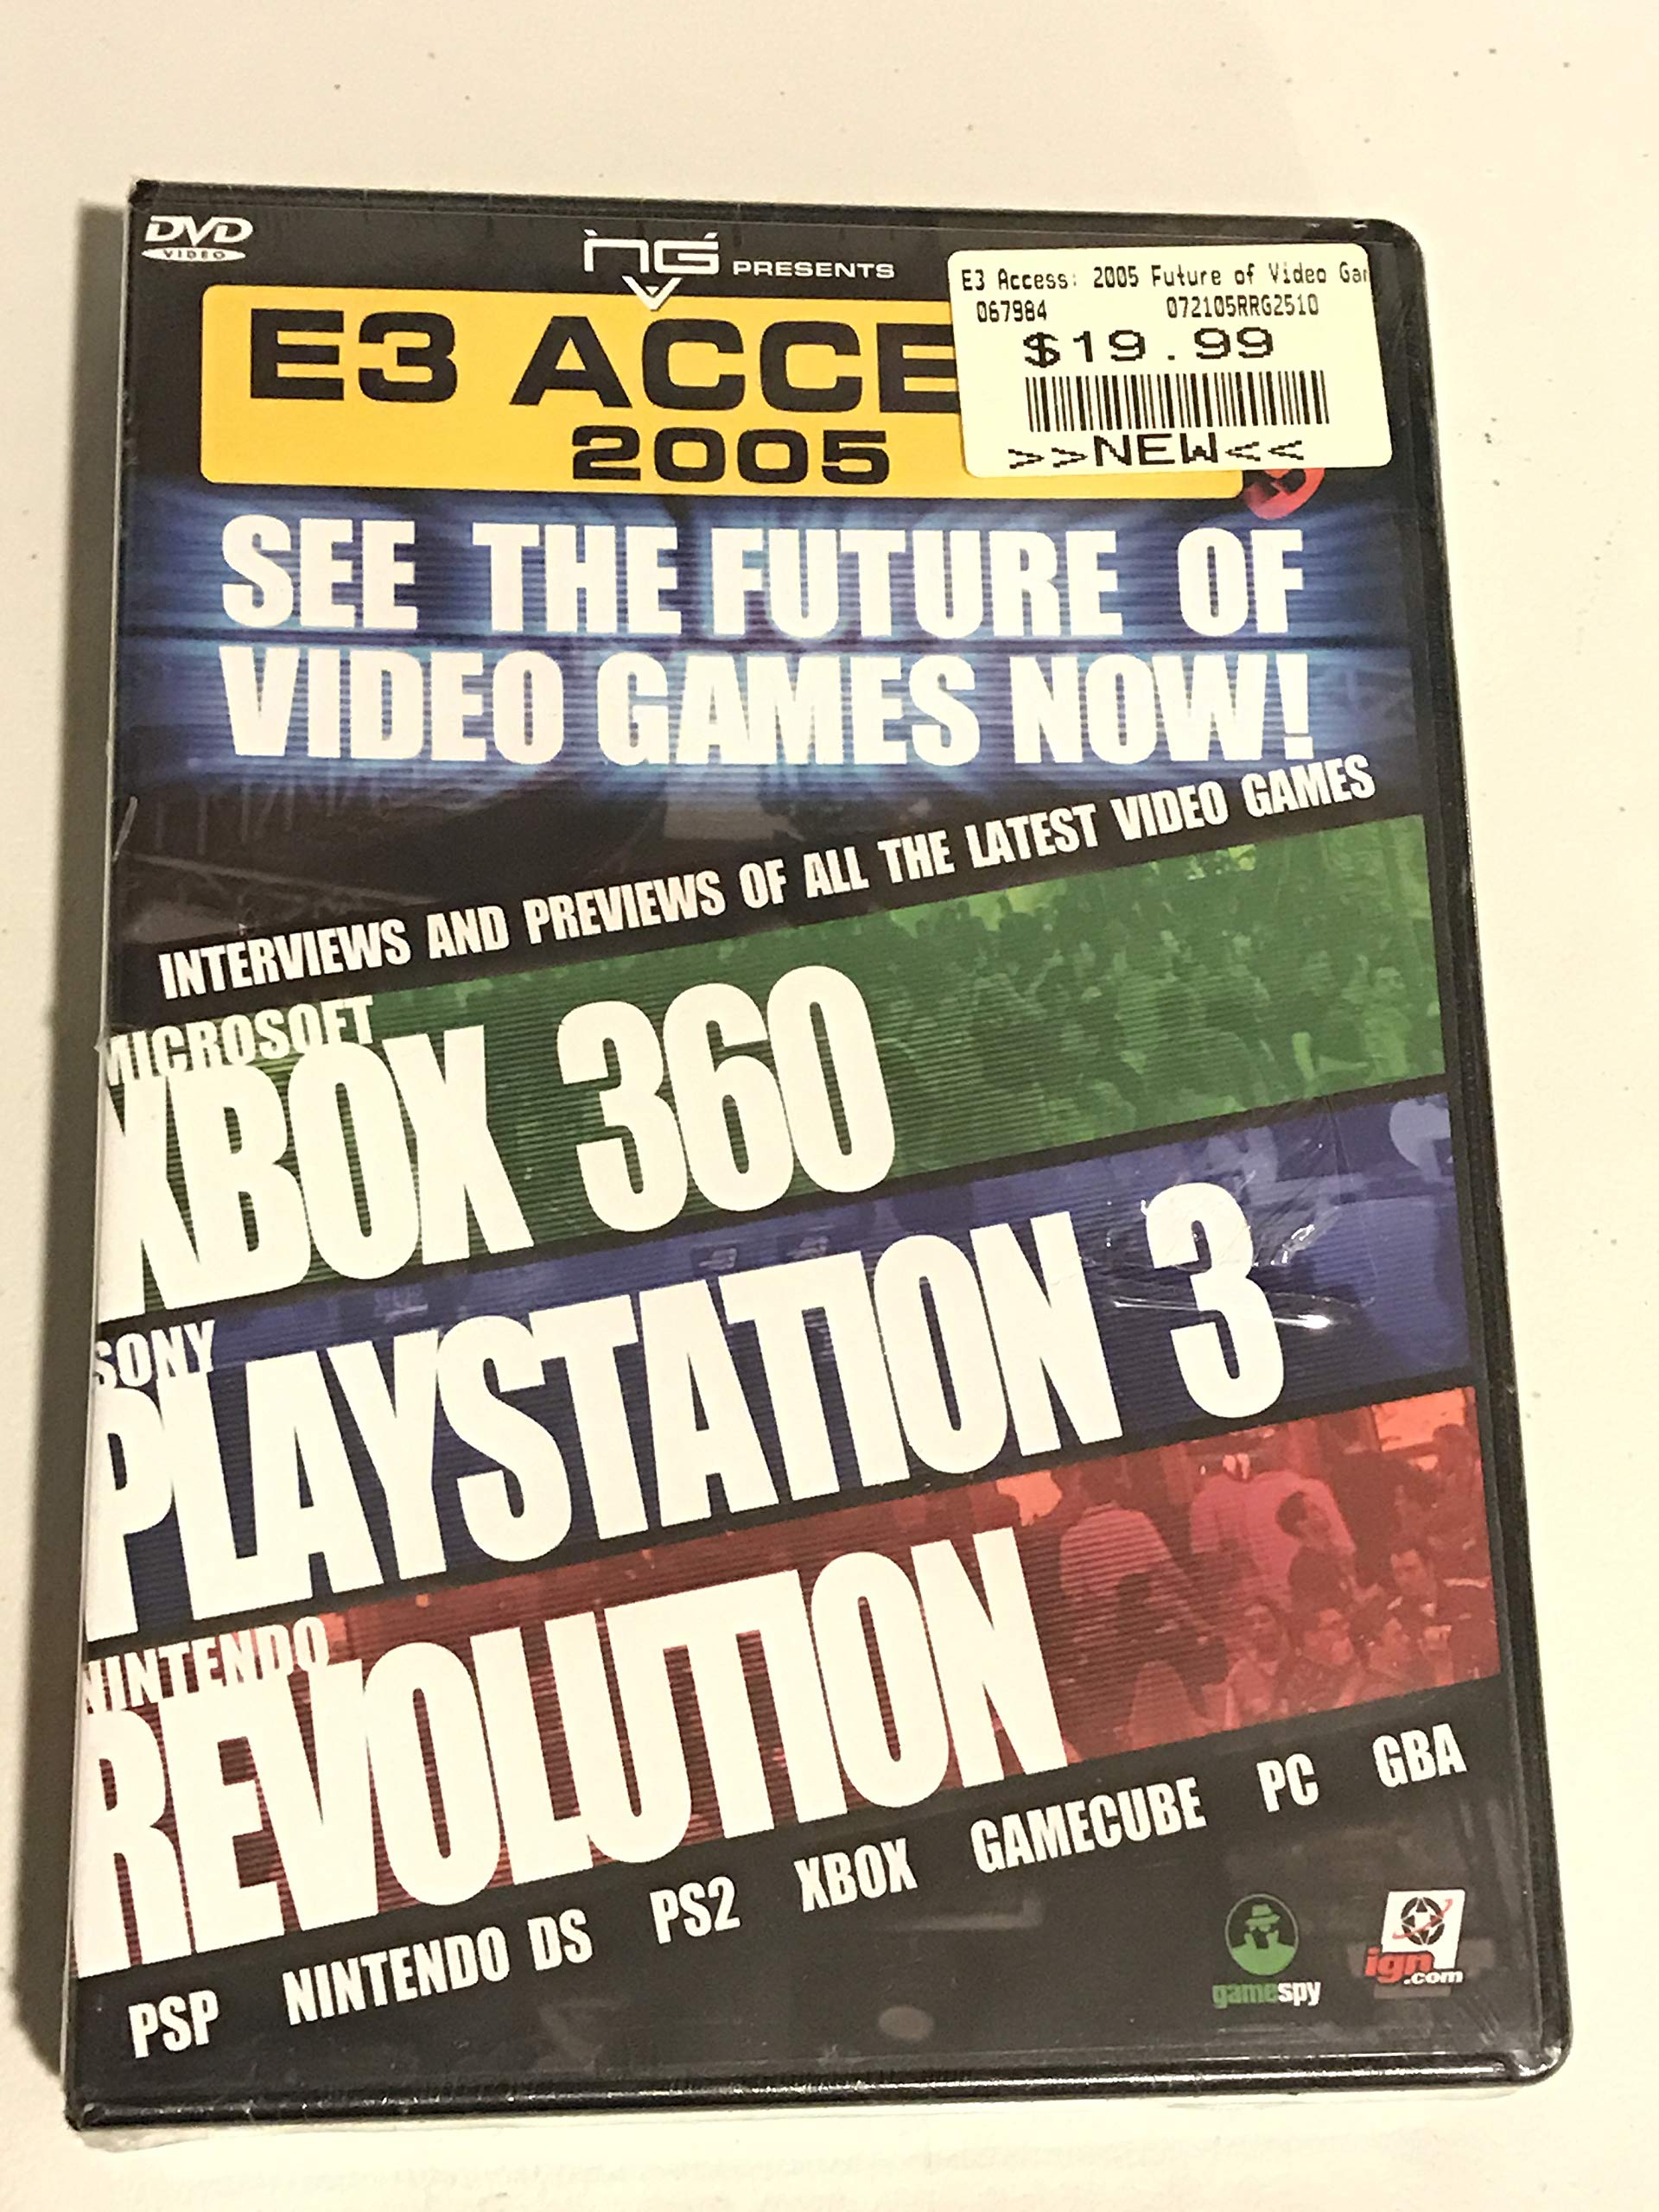 DVD
VIDEO
NG PRESENTS
E3 Access: 2005 Future of Video Gam
067984 072105RRG2510
$19.99
>>NEW<<
E3 ACCE
2005
SEE THE FUTURE OF
VIDEO GAMES NOW!
INTERVIEWS AND PREVIEWS OF ALL THE LATEST VIDEO GAMES
MICROSOFT
XBOX 360
SONY
PLAYSTATION 3
NINTENDO
REVOLUTION
PSP NINTENDO DS PS2 XBOX GAMECUBE PC GBA
gamespy
ign
.com